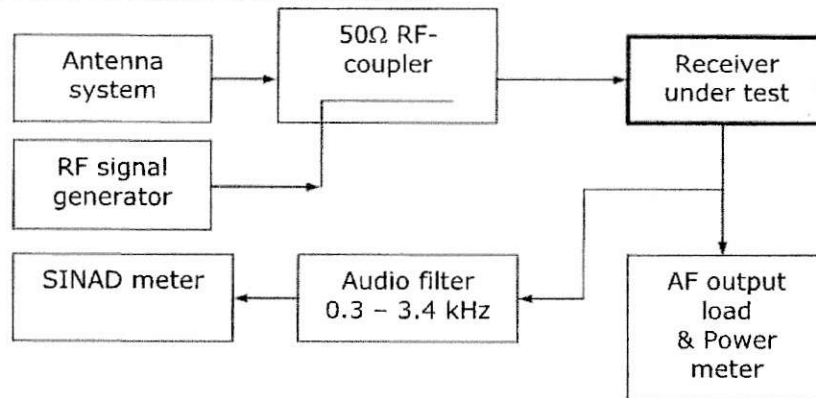 Antenna
system
50Ω RF-
coupler
Receiver
under test
RF signal
generator
SINAD meter
Audio filter
0.3 – 3.4 kHz
AF output
load
& Power
meter